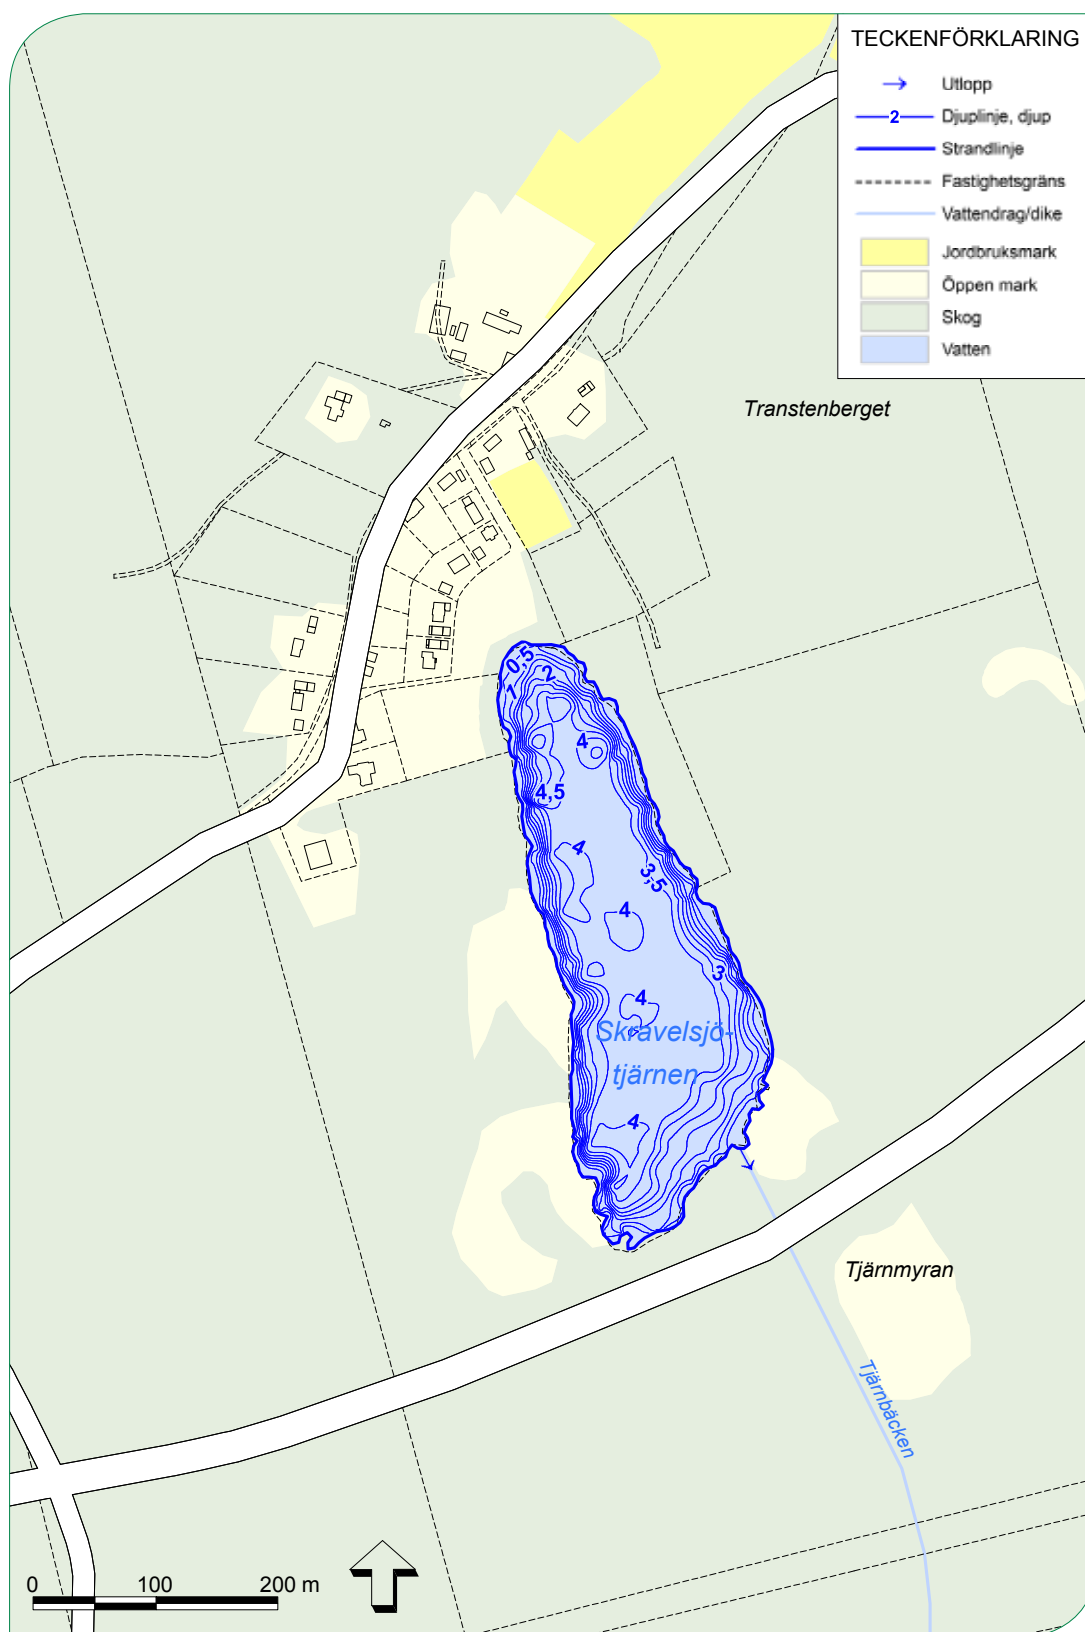 TECKENFÖRKLARING
Utlopp
2 Djuplinje, djup
Strandlinje
Fastighetsgräns
Vattendrag/dike
Jordbruksmark
Öppen mark
Skog
Vatten
Transtenberget
0,5
1
2
4
4,5
4
3,5
4
3
4
Skravelsjö-
tjärnen
4
Tjärnmyran
Tjärnbäcken
0 100 200 m